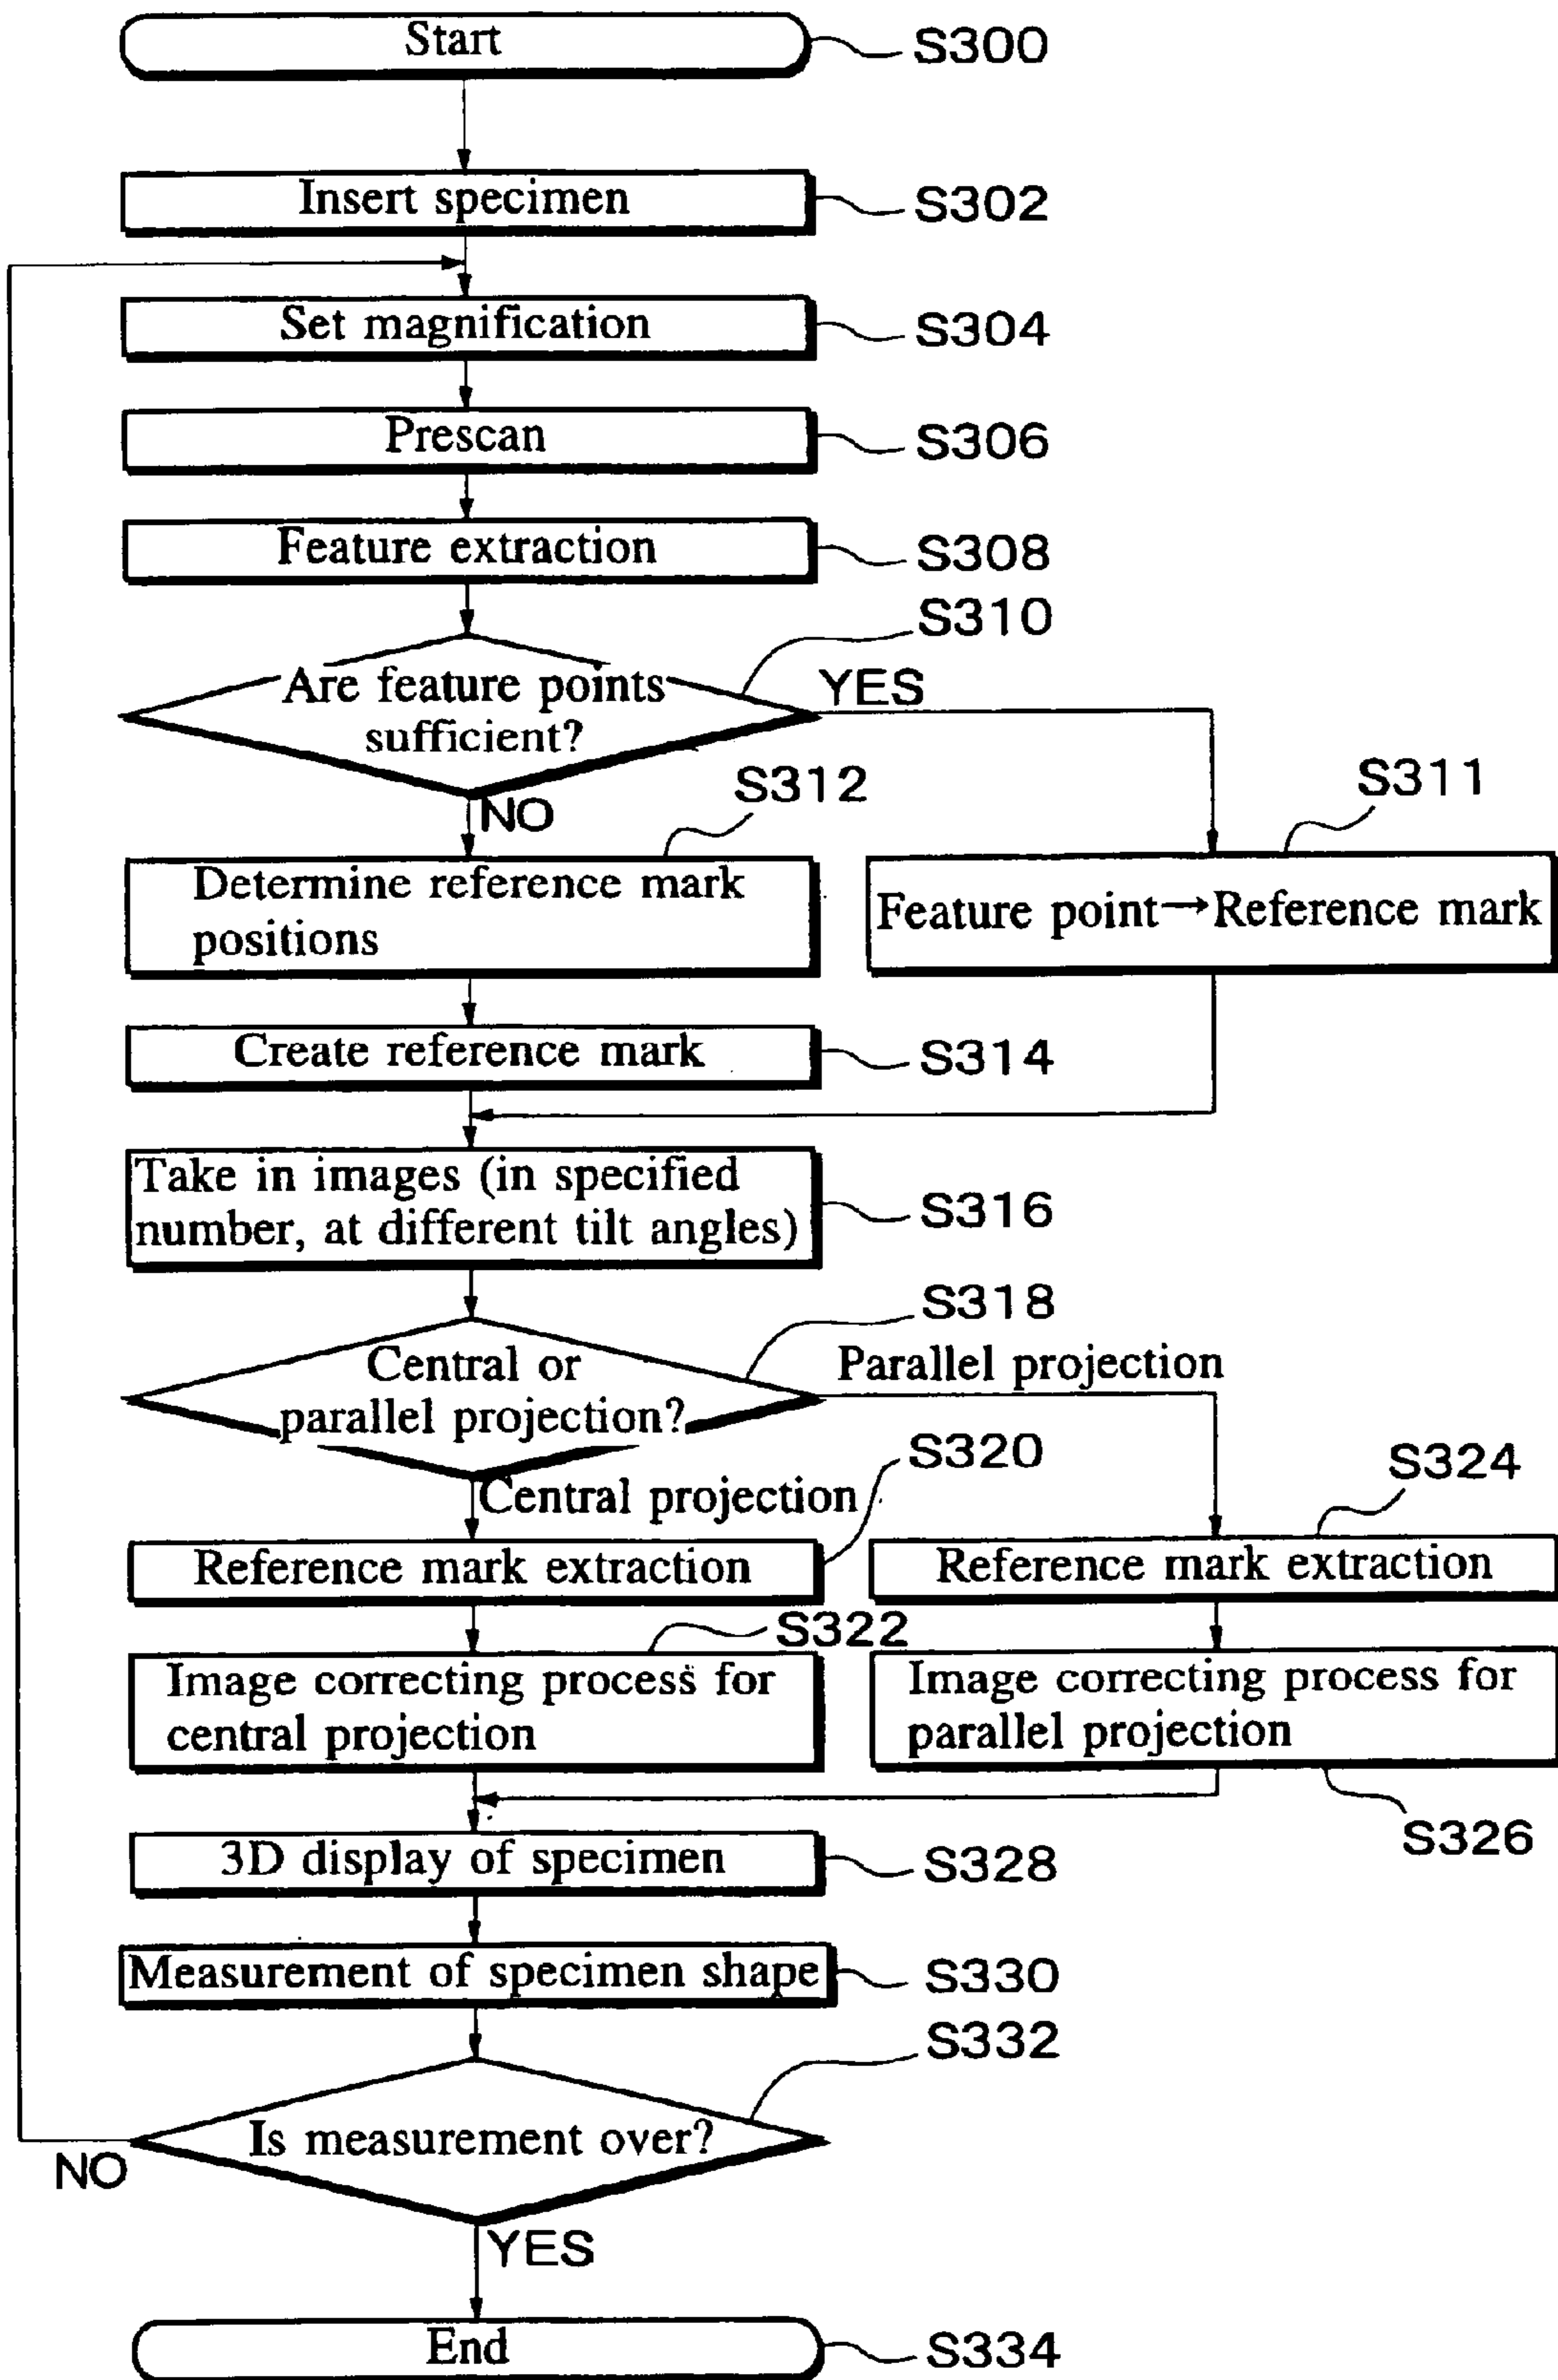 Start
S300
Insert specimen
S302
Set magnification
S304
Prescan
S306
Feature extraction
S308
S310
Are feature points
sufficient?
YES
NO
S312
S311
Determine reference mark
positions
Feature point→Reference mark
Create reference mark
S314
Take in images (in specified
number, at different tilt angles)
S316
S318
Central or
parallel projection?
Parallel projection
Central projection
S320
S324
Reference mark extraction
Reference mark extraction
S322
Image correcting process for
central projection
Image correcting process for
parallel projection
S326
3D display of specimen
S328
Measurement of specimen shape
S330
S332
Is measurement over?
NO
YES
End
S334